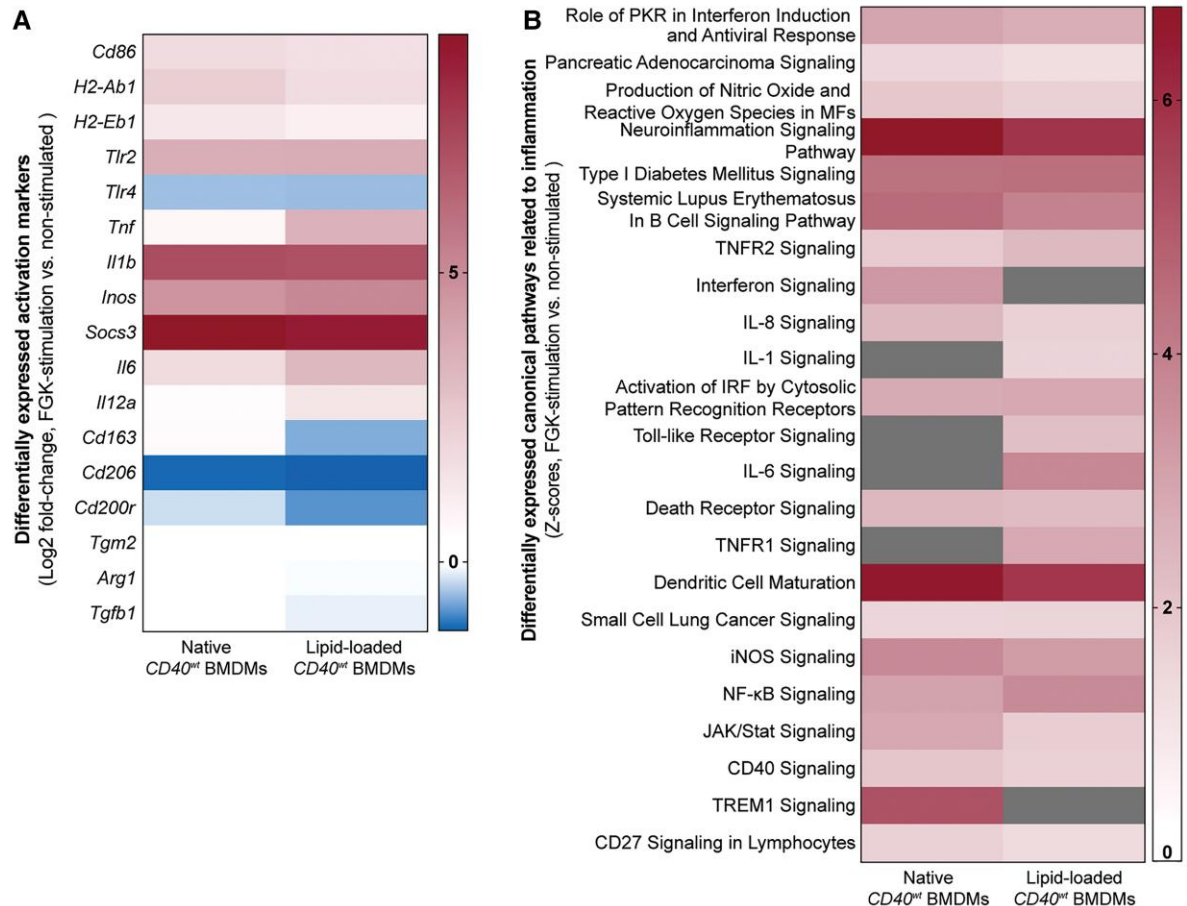 A
Differentially expressed activation markers
(Log2 fold-change, FGK-stimulation vs. non-stimulated )
Cd86
H2-Ab1
H2-Eb1
Tlr2
Tlr4
Tnf
Il1b
Inos
Socs3
Il6
Il12a
Cd163
Cd206
Cd200r
Tgm2
Arg1
Tgfb1
5
0
Native
CD40wt BMDMs
Lipid-loaded
CD40wt BMDMs
B
Differentially expressed canonical pathways related to inflammation
(Z-scores, FGK-stimulation vs. non-stimulated )
Role of PKR in Interferon Induction
and Antiviral Response
Pancreatic Adenocarcinoma Signaling
Production of Nitric Oxide and
Reactive Oxygen Species in MFs
Neuroinflammation Signaling
Pathway
Type I Diabetes Mellitus Signaling
Systemic Lupus Erythematosus
In B Cell Signaling Pathway
TNFR2 Signaling
Interferon Signaling
IL-8 Signaling
IL-1 Signaling
Activation of IRF by Cytosolic
Pattern Recognition Receptors
Toll-like Receptor Signaling
IL-6 Signaling
Death Receptor Signaling
TNFR1 Signaling
Dendritic Cell Maturation
Small Cell Lung Cancer Signaling
iNOS Signaling
NF-κB Signaling
JAK/Stat Signaling
CD40 Signaling
TREM1 Signaling
CD27 Signaling in Lymphocytes
6
4
2
0
Native
CD40wt BMDMs
Lipid-loaded
CD40wt BMDMs